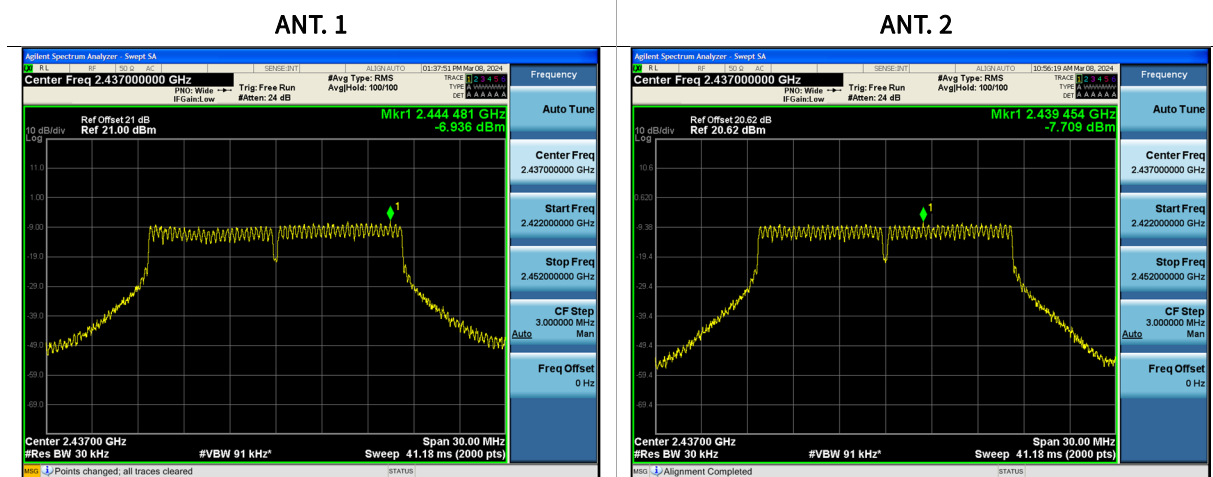 ANT. 1
Agilent Spectrum Analyzer - Swept SA
RL RF 50 Ω AC SENSE:INT ALIGN AUTO 01:37:51 PM Mar 08, 2024
Center Freq 2.437000000 GHz
PNO: Wide
IFGain:Low
Trig: Free Run
#Atten: 24 dB
#Avg Type: RMS
Avg|Hold: 100/100
TRACE 1 2 3 4 5 6
TYPE A
DET A A A A A A
Mkr1 2.444 481 GHz
-6.936 dBm
Ref Offset 21 dB
Ref 21.00 dBm
10 dB/div
Log
11.0
1.00
-9.00
-19.0
-29.0
-39.0
-49.0
-59.0
-69.0
1
Center 2.43700 GHz
Span 30.00 MHz
#Res BW 30 kHz
#VBW 91 kHz*
Sweep 41.18 ms (2000 pts)
MSG Points changed; all traces cleared
STATUS
Frequency
Auto Tune
Center Freq
2.437000000 GHz
Start Freq
2.422000000 GHz
Stop Freq
2.452000000 GHz
CF Step
3.000000 MHz
Auto Man
Freq Offset
0 Hz
ANT. 2
Agilent Spectrum Analyzer - Swept SA
RL RF 50 Ω AC SENSE:INT ALIGN AUTO 10:56:19 AM Mar 08, 2024
Center Freq 2.437000000 GHz
PNO: Wide
IFGain:Low
Trig: Free Run
#Atten: 24 dB
#Avg Type: RMS
Avg|Hold: 100/100
TRACE 1 2 3 4 5 6
TYPE A
DET A A A A A A
Mkr1 2.439 454 GHz
-7.709 dBm
Ref Offset 20.62 dB
Ref 20.62 dBm
10 dB/div
Log
10.6
0.620
-9.38
-19.4
-29.4
-39.4
-49.4
-59.4
-69.4
1
Center 2.43700 GHz
Span 30.00 MHz
#Res BW 30 kHz
#VBW 91 kHz*
Sweep 41.18 ms (2000 pts)
MSG Alignment Completed
STATUS
Frequency
Auto Tune
Center Freq
2.437000000 GHz
Start Freq
2.422000000 GHz
Stop Freq
2.452000000 GHz
CF Step
3.000000 MHz
Auto Man
Freq Offset
0 Hz